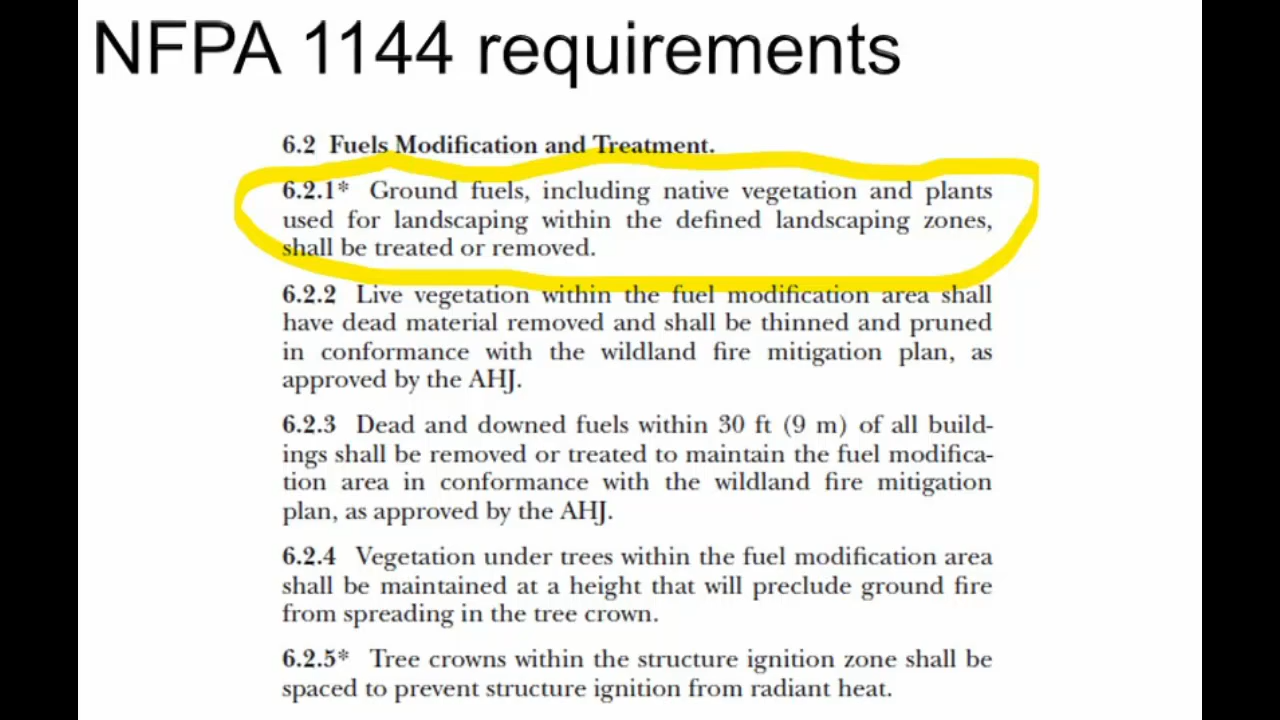 NFPA 1144 requirements
6.2 Fuels Modification and Treatment.
6.2.1* Ground fuels, including native vegetation and plants
used for landscaping within the defined landscaping zones,
shall be treated or removed.
6.2.2 Live vegetation within the fuel modification area shall
have dead material removed and shall be thinned and pruned
in conformance with the wildland fire mitigation plan, as
approved by the AHJ.
6.2.3 Dead and downed fuels within 30 ft (9 m) of all build-
ings shall be removed or treated to maintain the fuel modifica-
tion area in conformance with the wildland fire mitigation
plan, as approved by the AHJ.
6.2.4 Vegetation under trees within the fuel modification area
shall be maintained at a height that will preclude ground fire
from spreading in the tree crown.
6.2.5* Tree crowns within the structure ignition zone shall be
spaced to prevent structure ignition from radiant heat.